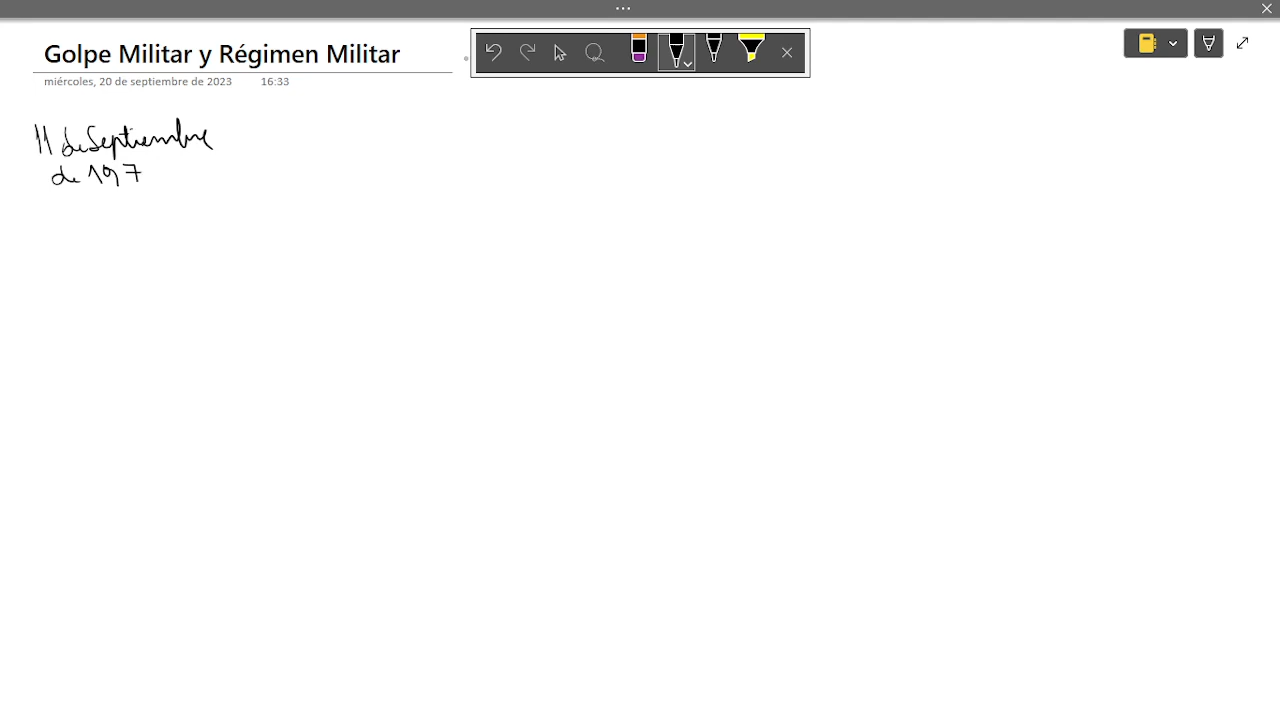 Golpe Militar y Régimen Militar
miércoles, 20 de septiembre de 2023 16:33
11 de Septiembre
de 197